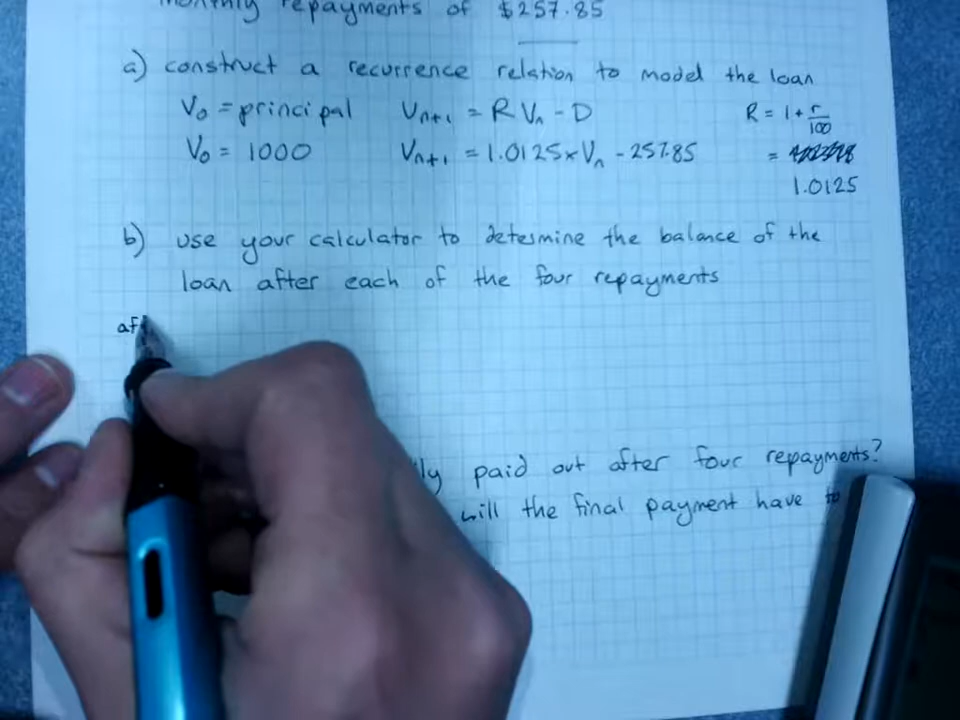 monthly repayments of $257.85
a) construct a recurrence relation to model the loan
V₀ = principal Vₙ₊₁ = R Vₙ - D R = 1 + r/100
V₀ = 1000 Vₙ₊₁ = 1.0125 x Vₙ - 257.85 =
1.0125
b) use your calculator to determine the balance of the
loan after each of the four repayments
af
ly paid out after four repayments?
will the final payment have to